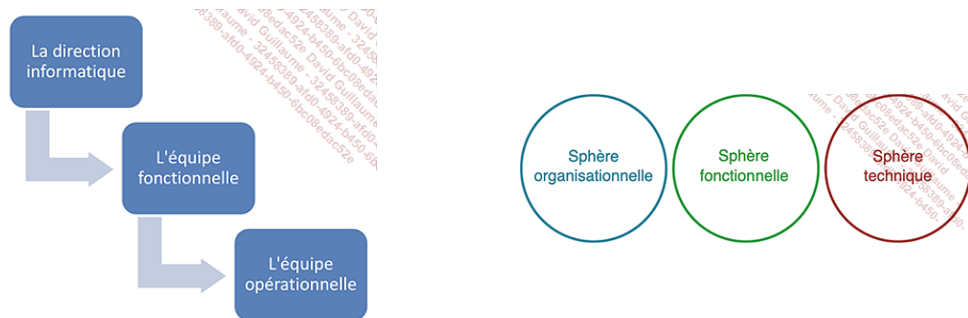 La direction
informatique
L'équipe
fonctionnelle
L'équipe
opérationnelle
Sphère
organisationnelle
Sphère
fonctionnelle
Sphère
technique